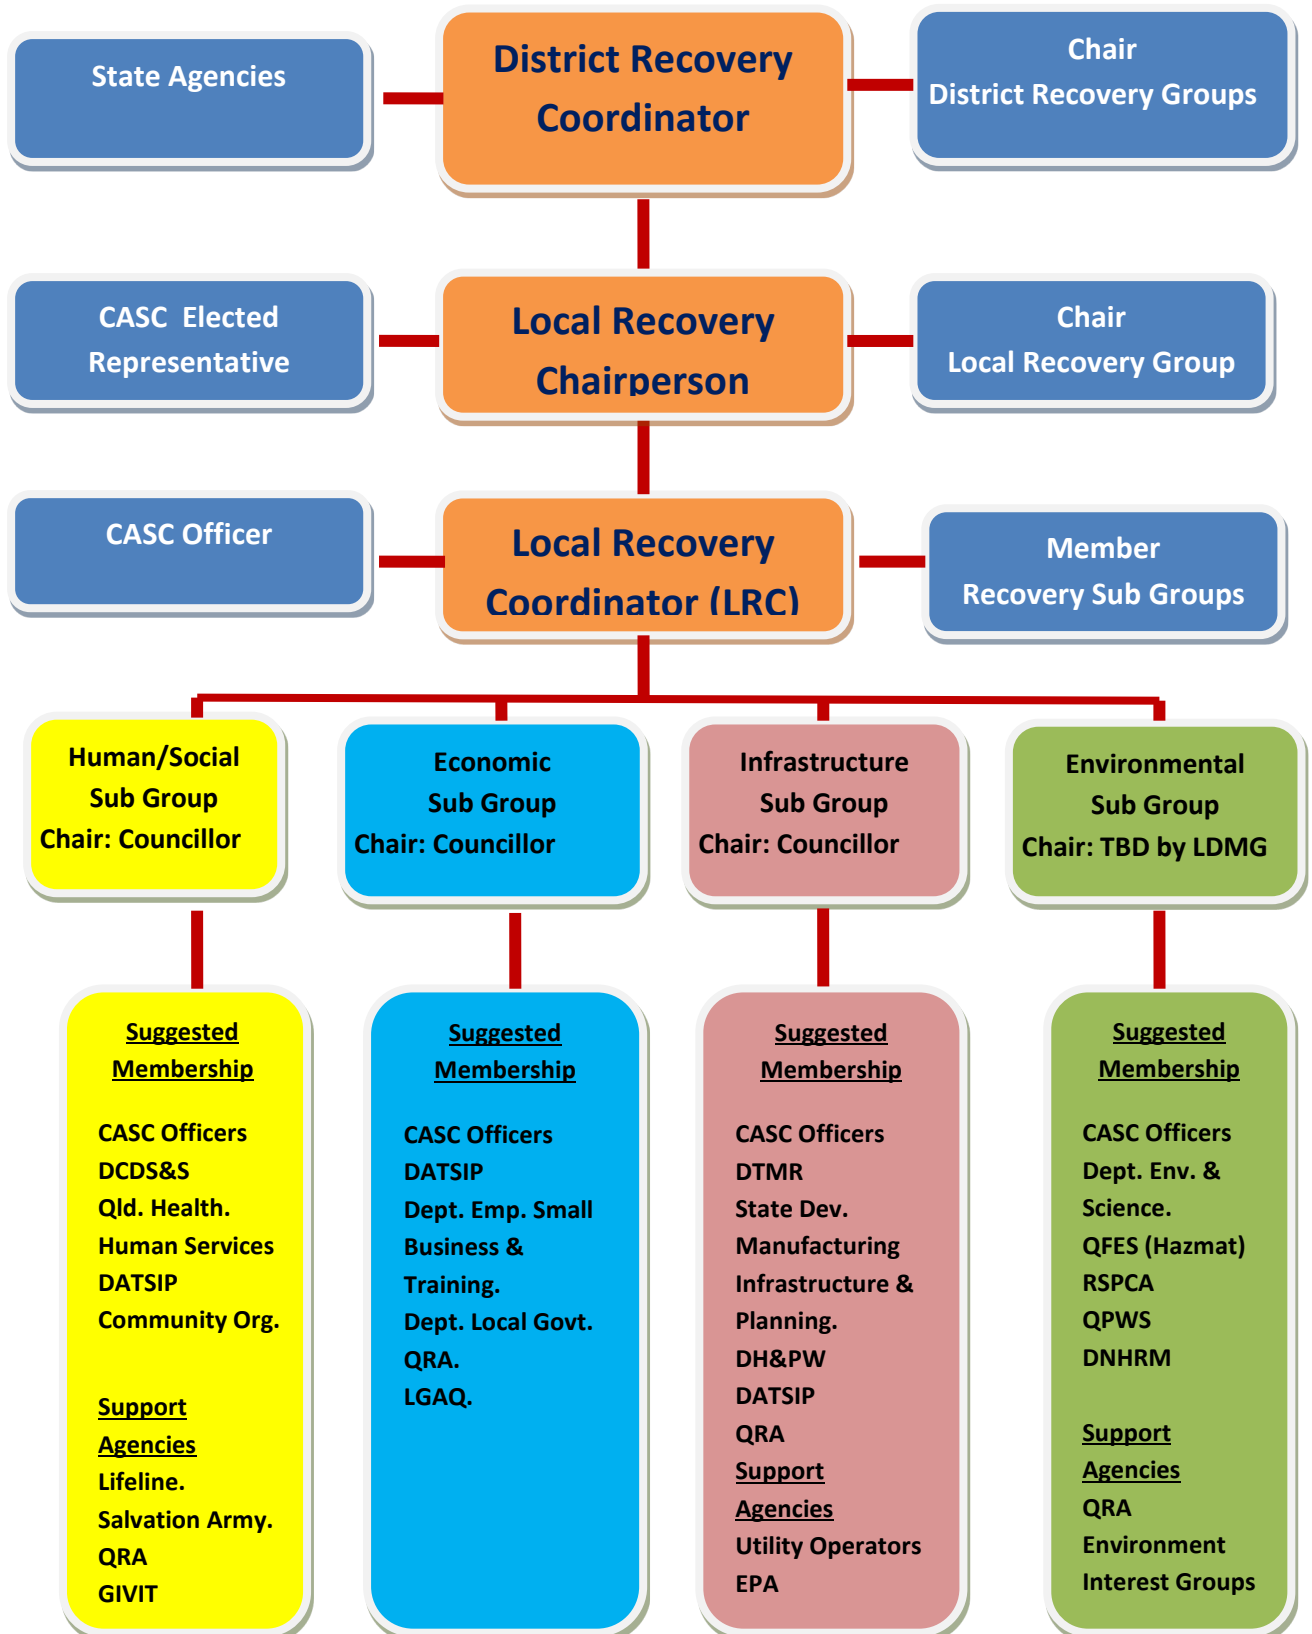 State Agencies
District Recovery
Coordinator
Chair
District Recovery Groups
CASC  Elected
Representative
Local Recovery
Chairperson
Chair
Local Recovery Group
CASC Officer
Local Recovery
Coordinator (LRC)
Member
Recovery Sub Groups
Human/Social
Sub Group
Chair: Councillor
Economic
Sub Group
Chair: Councillor
Infrastructure
Sub Group
Chair: Councillor
Environmental
Sub Group
Chair: TBD by LDMG
Suggested
Membership
CASC Officers
DCDS&S
Qld. Health.
Human Services
DATSIP
Community Org.
Support
Agencies
Lifeline.
Salvation Army.
QRA
GIVIT
Suggested
Membership
CASC Officers
DATSIP
Dept. Emp. Small
Business &
Training.
Dept. Local Govt.
QRA.
LGAQ.
Suggested
Membership
CASC Officers
DTMR
State Dev.
Manufacturing
Infrastructure &
Planning.
DH&PW
DATSIP
QRA
Support
Agencies
Utility Operators
EPA
Suggested
Membership
CASC Officers
Dept. Env. &
Science.
QFES (Hazmat)
RSPCA
QPWS
DNHRM
Support
Agencies
QRA
Environment
Interest Groups